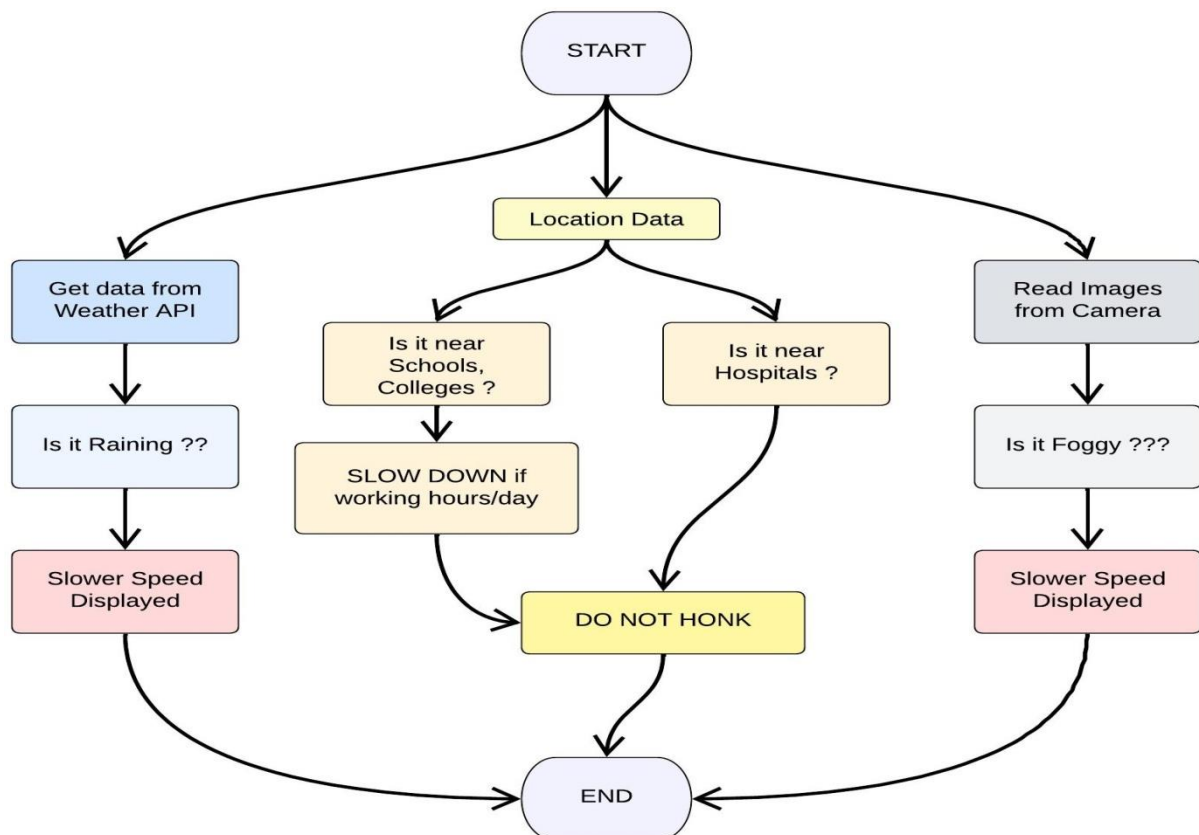 START
Location Data
Get data from
Weather API
Read Images
from Camera
Is it near
Schools,
Colleges ?
Is it near
Hospitals ?
Is it Raining ??
Is it Foggy ???
SLOW DOWN if
working hours/day
Slower Speed
Displayed
DO NOT HONK
Slower Speed
Displayed
END